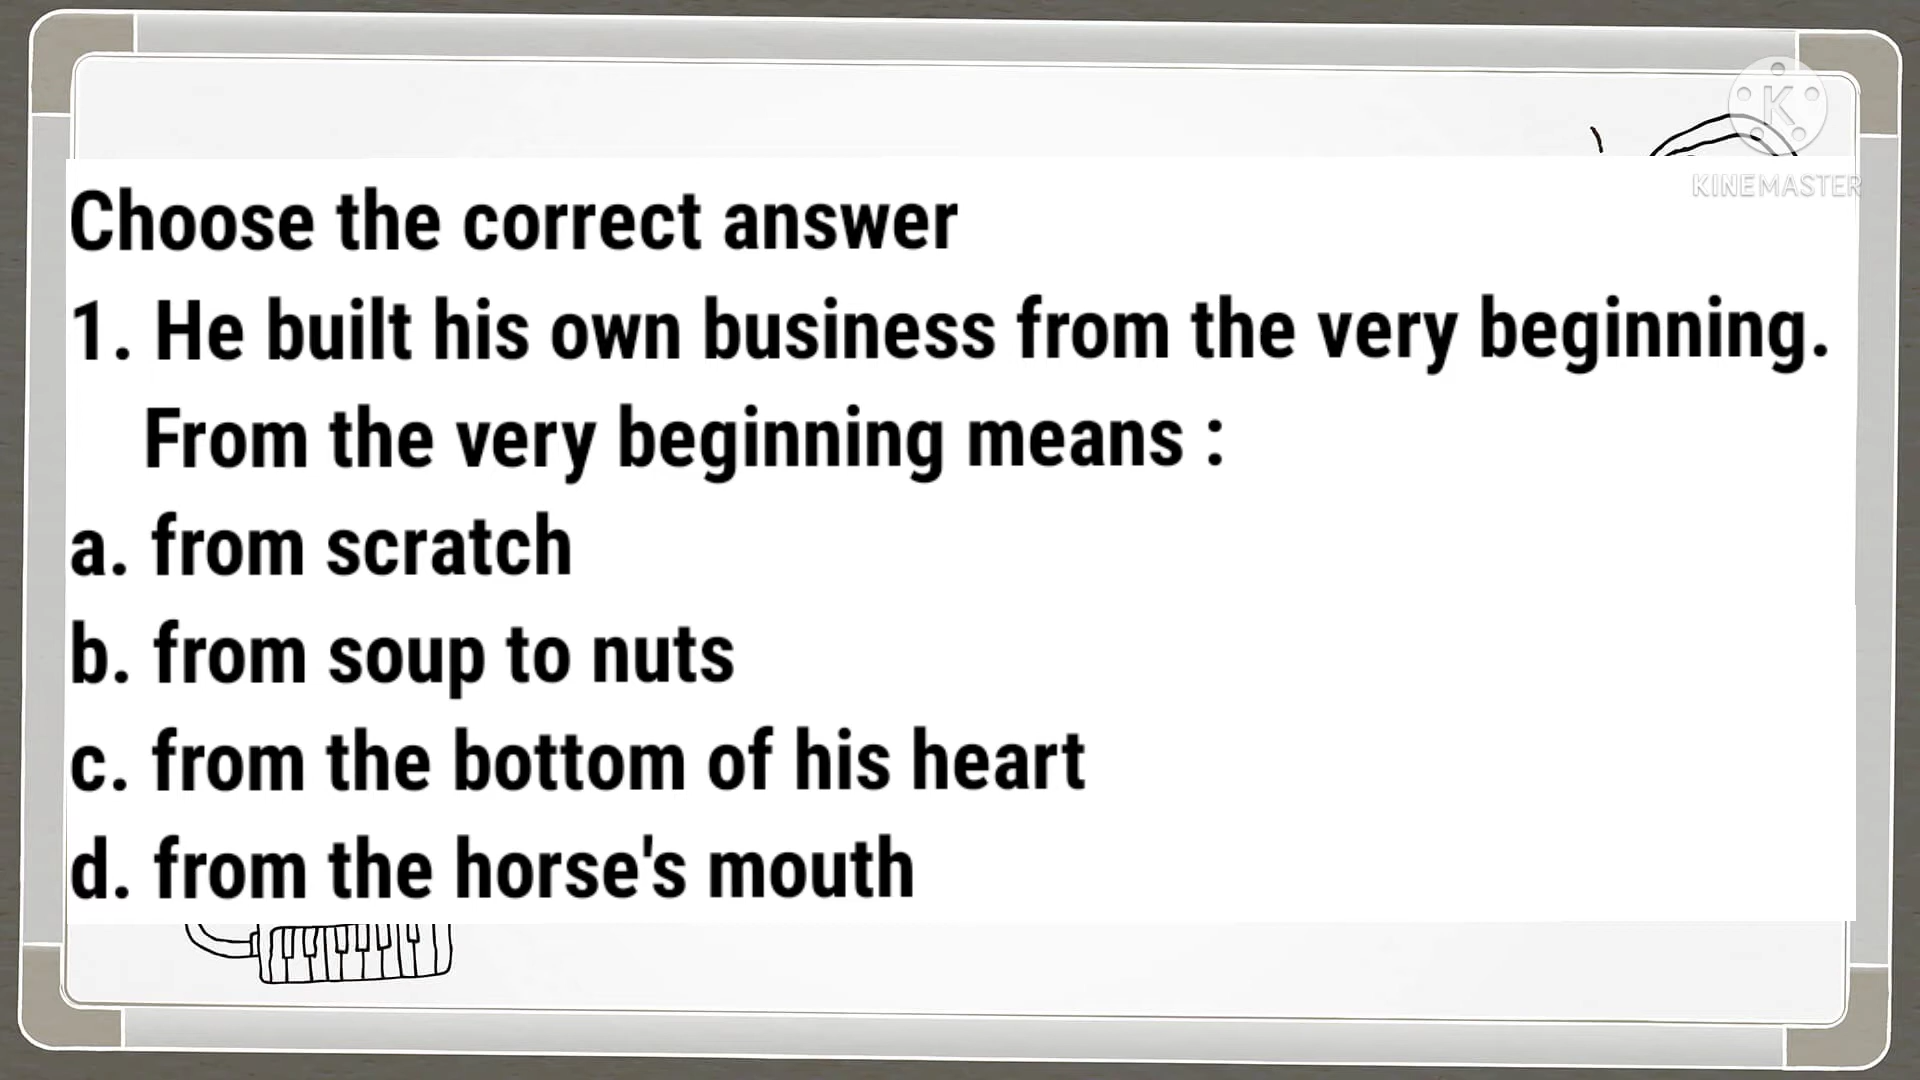 K
KINEMASTER
Choose the correct answer
1. He built his own business from the very beginning.
From the very beginning means :
a. from scratch
b. from soup to nuts
c. from the bottom of his heart
d. from the horse's mouth